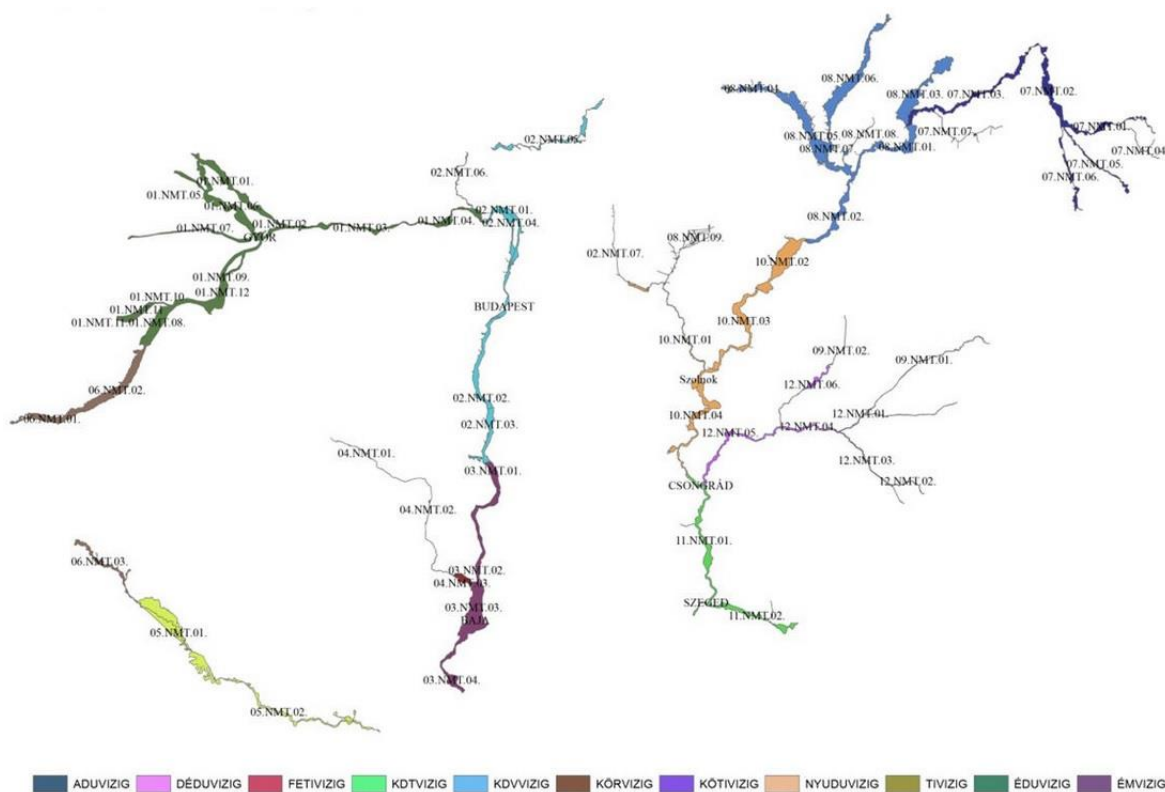 08.NMT.04.
08.NMT.06.
08.NMT.03.
07.NMT.03.
07.NMT.02.
02.NMT.05.
08.NMT.05.
08.NMT.08.
07.NMT.07.
07.NMT.01.
08.NMT.07.
08.NMT.01.
07.NMT.04.
07.NMT.05.
07.NMT.06.
02.NMT.06.
01.NMT.01.
01.NMT.05.
01.NMT.06.
02.NMT.01.
01.NMT.02.
01.NMT.04.
02.NMT.04.
01.NMT.07.
01.NMT.03.
08.NMT.02.
GYŐR
08.NMT.09.
02.NMT.07.
10.NMT.02
01.NMT.09.
01.NMT.12
01.NMT.10.
01.NMT.11
01.NMT.11.
01.NMT.08.
BUDAPEST
10.NMT.03
10.NMT.01
09.NMT.02.
09.NMT.01.
Szolnok
12.NMT.06.
06.NMT.02.
02.NMT.02.
06.NMT.01.
10.NMT.04
12.NMT.01.
02.NMT.03.
12.NMT.05.
12.NMT.04.
04.NMT.01.
03.NMT.01.
12.NMT.03.
12.NMT.02.
CSONGRÁD
04.NMT.02.
11.NMT.01.
06.NMT.03.
03.NMT.02.
04.NMT.03.
03.NMT.03.
SZEGED
11.NMT.02.
BAJA
05.NMT.01.
03.NMT.04.
05.NMT.02.
ADUVIZIG DÉDUVIZIG FETIVIZIG KDTVIZIG KDVVIZIG KÖRVIZIG KÖTIVIZIG NYUDUVIZIG TIVIZIG ÉDUVIZIG ÉMVIZIG